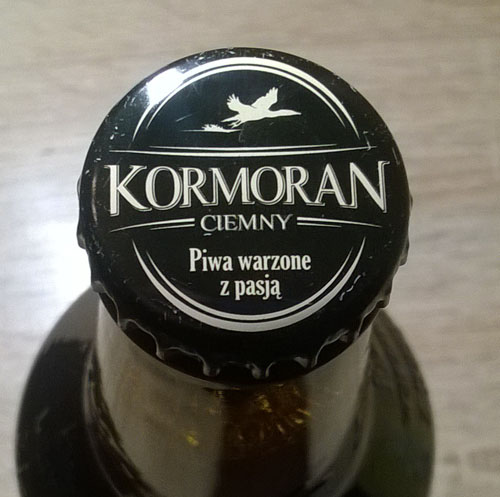 KORMORAN
CIEMNY
Piwa warzone
z pasją